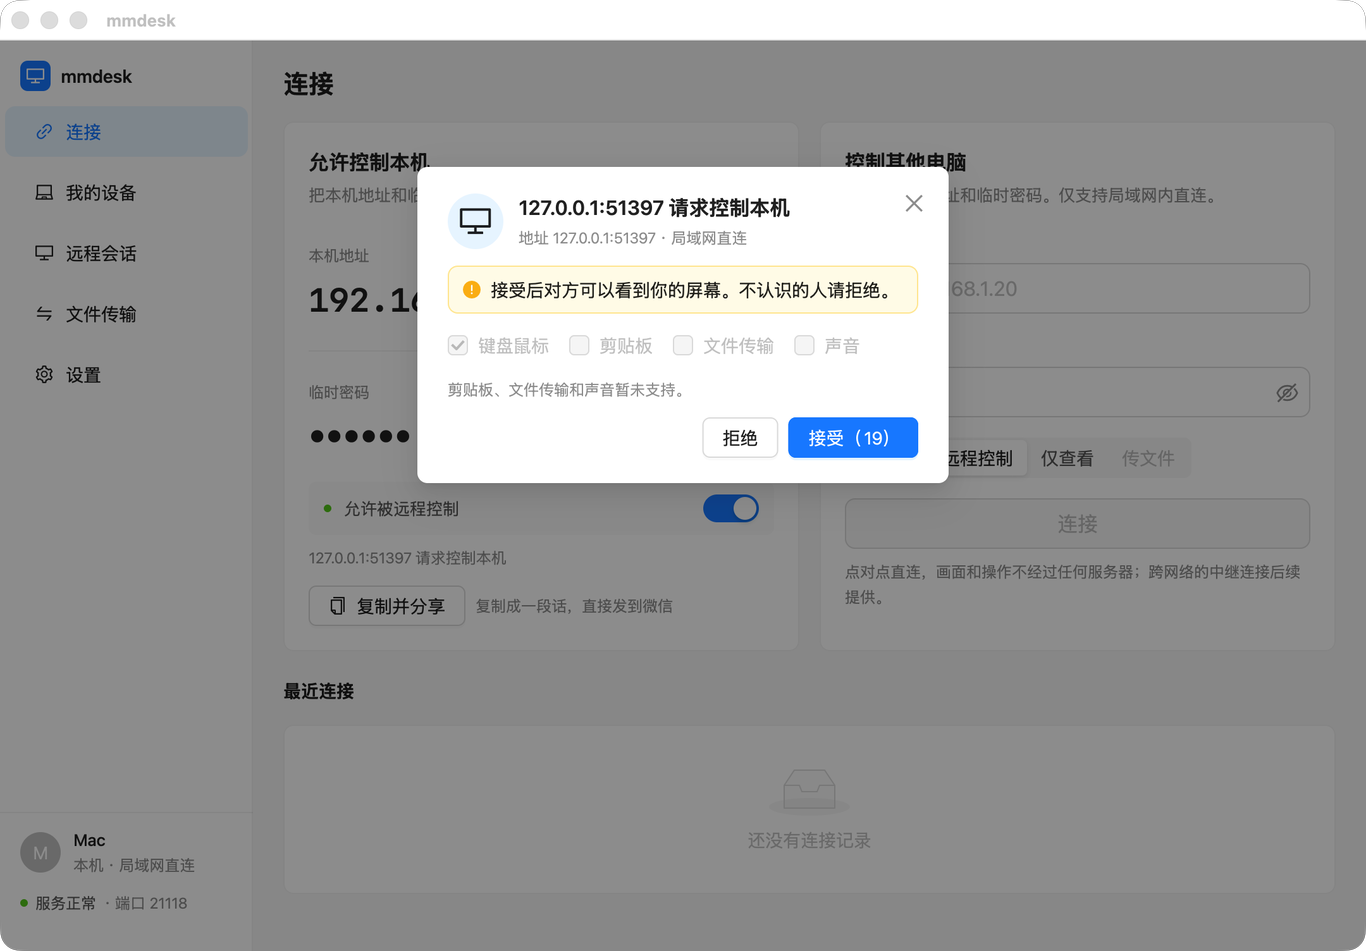 mmdesk
mmdesk
连接
我的设备
远程会话
文件传输
设置
M
Mac
本机 · 局域网直连
服务正常 · 端口 21118
连接
允许控制本机
把本机地址和
本机地址
192.16
临时密码
允许被远程控制
127.0.0.1:51397 请求控制本机
复制并分享
复制成一段话，直接发到微信
控制其他电脑
和临时密码。仅支持局域网内直连。
68.1.20
远程控制
仅查看
传文件
连接
点对点直连，画面和操作不经过任何服务器；跨网络的中继连接后续
提供。
127.0.0.1:51397 请求控制本机
地址 127.0.0.1:51397 · 局域网直连
接受后对方可以看到你的屏幕。不认识的人请拒绝。
键盘鼠标
剪贴板
文件传输
声音
剪贴板、文件传输和声音暂未支持。
拒绝
接受（19）
最近连接
还没有连接记录